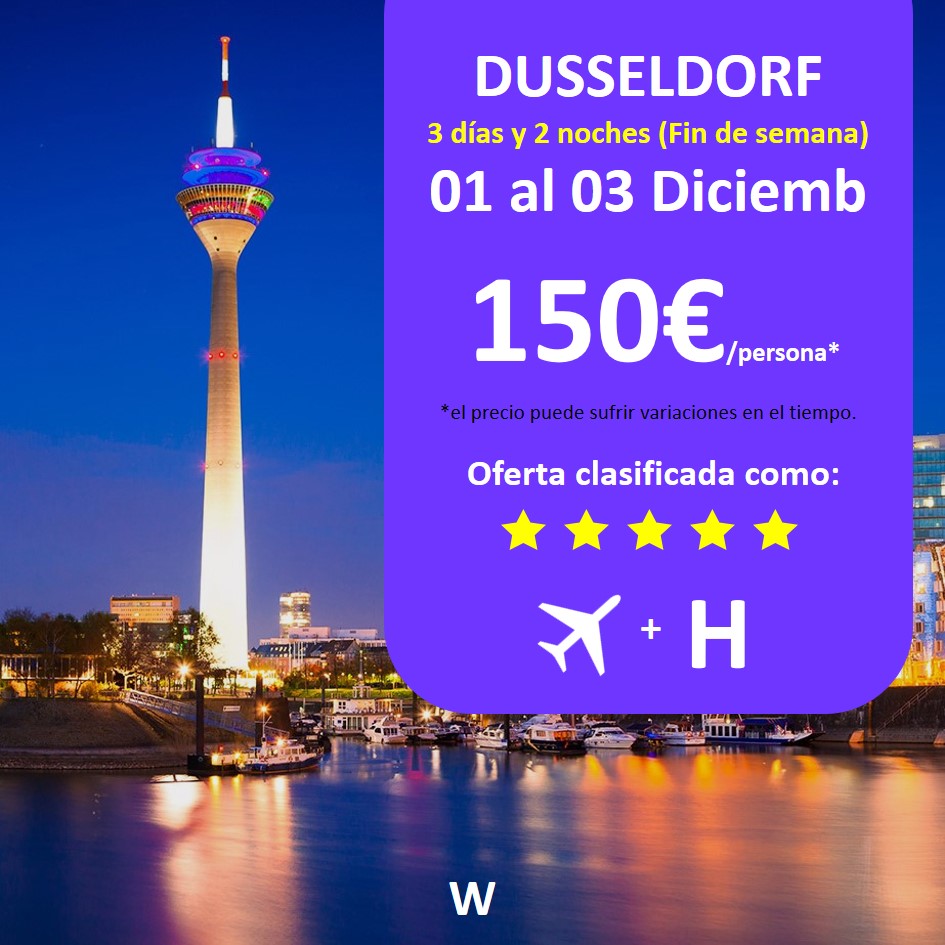 DUSSELDORF
3 días y 2 noches (Fin de semana)
01 al 03 Diciemb
150€/persona*
*el precio puede sufrir variaciones en el tiempo.
Oferta clasificada como:
+ H
W